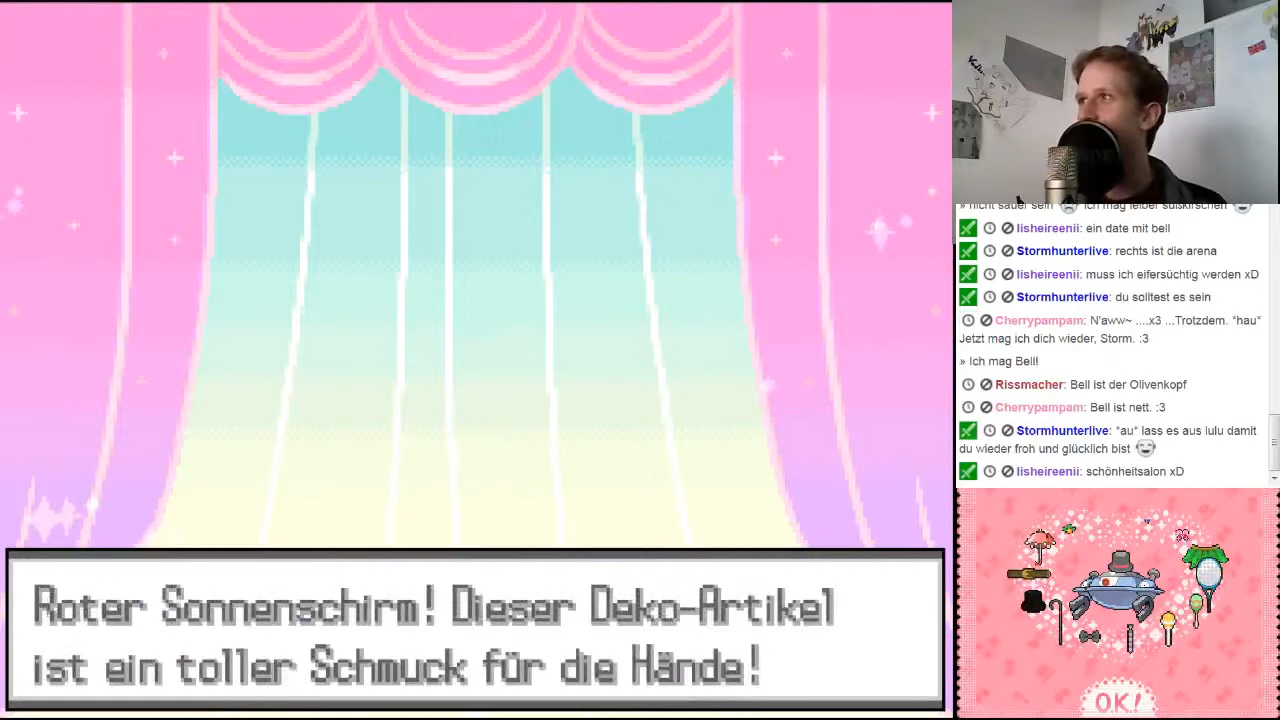 » nicht sauer sein ich mag leiber süßkirschen
lisheireenii: ein date mit bell
Stormhunterlive: rechts ist die arena
lisheireenii: muss ich eifersüchtig werden xD
Stormhunterlive: du solltest es sein
Cherrypampam: N'aww~ ....x3 ...Trotzdem. *hau*
Jetzt mag ich dich wieder, Storm. :3
» Ich mag Bell!
Rissmacher: Bell ist der Olivenkopf
Cherrypampam: Bell ist nett. :3
Stormhunterlive: *au* lass es aus lulu damit
du wieder froh und glücklich bist
lisheireenii: schönheitsalon xD
Roter Sonnenschirm! Dieser Deko-Artikel
ist ein toller Schmuck für die Hände!
OK!